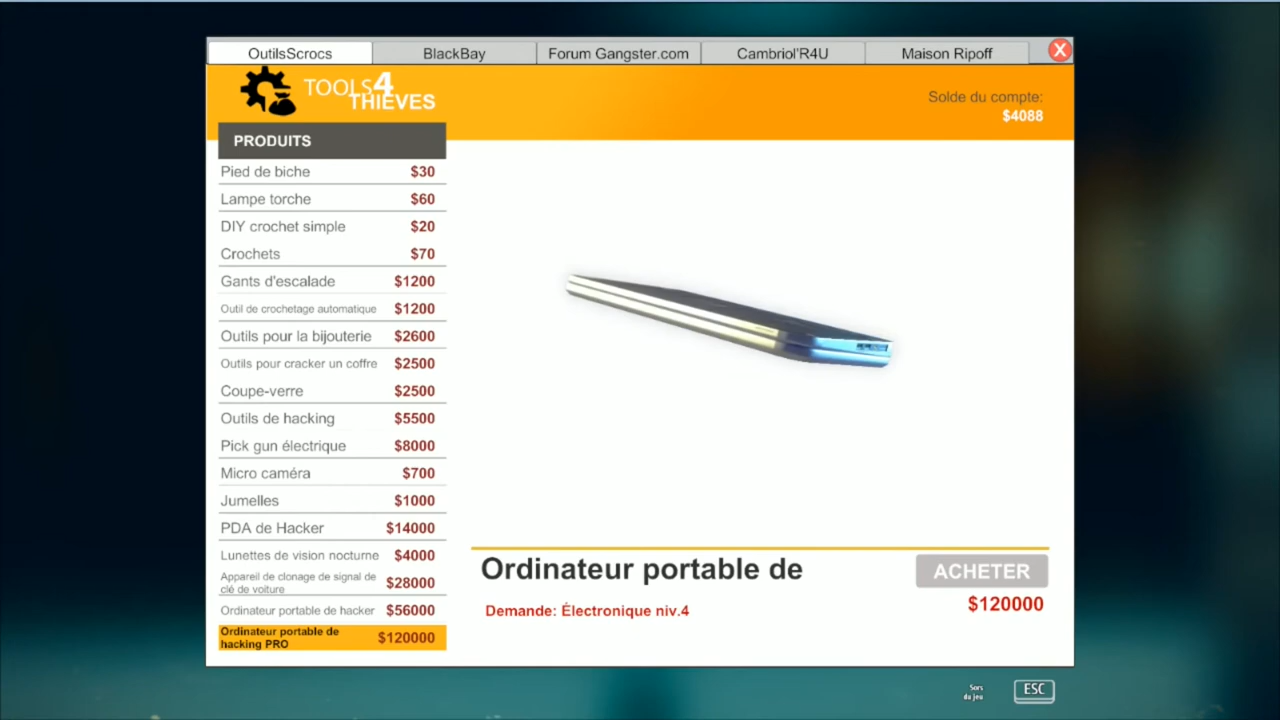 OutilsScrocs
BlackBay
Forum Gangster.com
Cambriol'R4U
Maison Ripoff
X
TOOLS 4
THIEVES
Solde du compte:
$4088
PRODUITS
Pied de biche $30
Lampe torche $60
DIY crochet simple $20
Crochets $70
Gants d'escalade $1200
Outil de crochetage automatique $1200
Outils pour la bijouterie $2600
Outils pour cracker un coffre $2500
Coupe-verre $2500
Outils de hacking $5500
Pick gun électrique $8000
Micro caméra $700
Jumelles $1000
PDA de Hacker $14000
Lunettes de vision nocturne $4000
Appareil de clonage de signal de
clé de voiture $28000
Ordinateur portable de hacker $56000
Ordinateur portable de
hacking PRO $120000
Ordinateur portable de
ACHETER
Demande: Électronique niv.4
$120000
Sors
du jeu
ESC